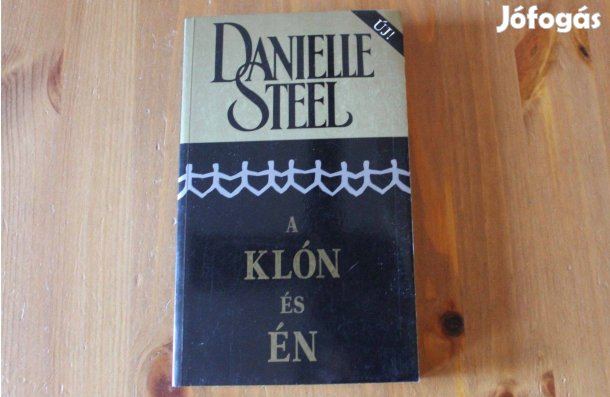 Jófogás
ÚJ!
DANIELLE
STEEL
A
KLÓN
ÉS
ÉN